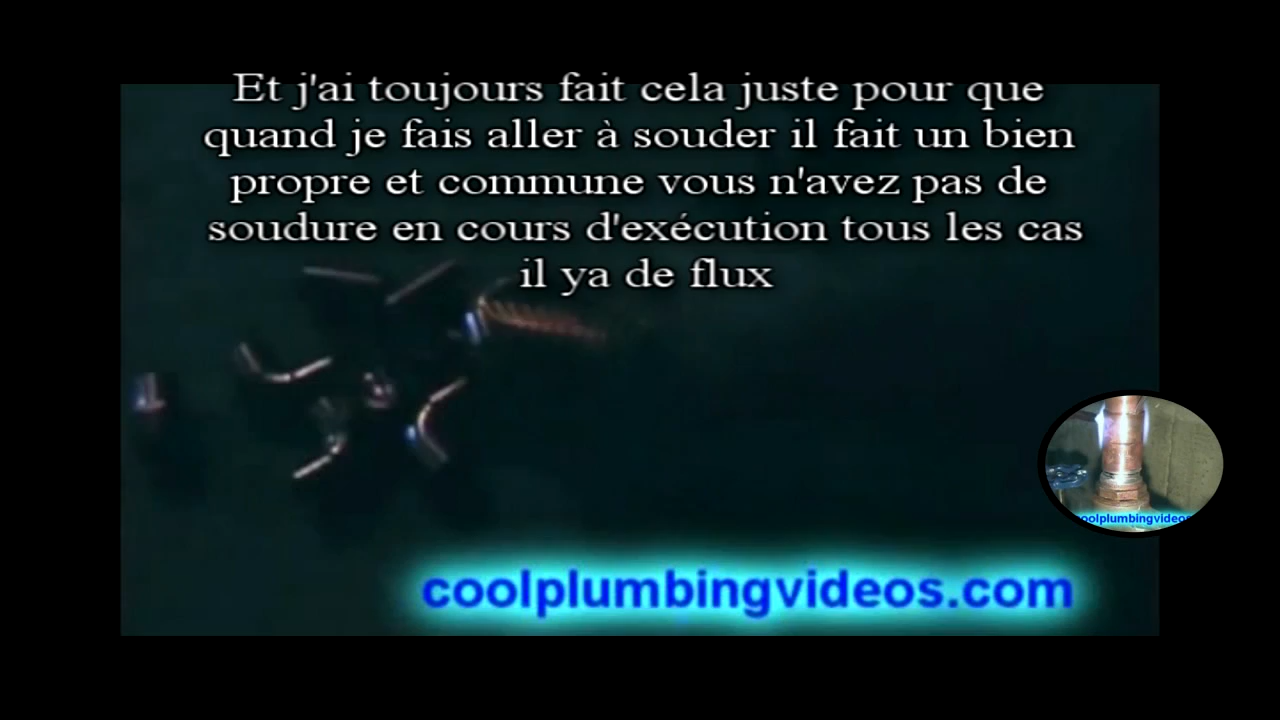 Et j'ai toujours fait cela juste pour que
quand je fais aller à souder il fait un bien
propre et commune vous n'avez pas de
soudure en cours d'exécution tous les cas
il ya de flux
coolplumbingvideos
coolplumbingvideos.com